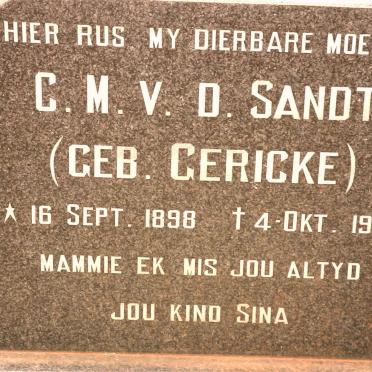 HIER RUS MY DIERBARE MOE
C. M. V. D. SANDT
(GEB. GERICKE)
* 16 SEPT. 1898 † 4-OKT. 19
MAMMIE EK MIS JOU ALTYD
JOU KIND SINA